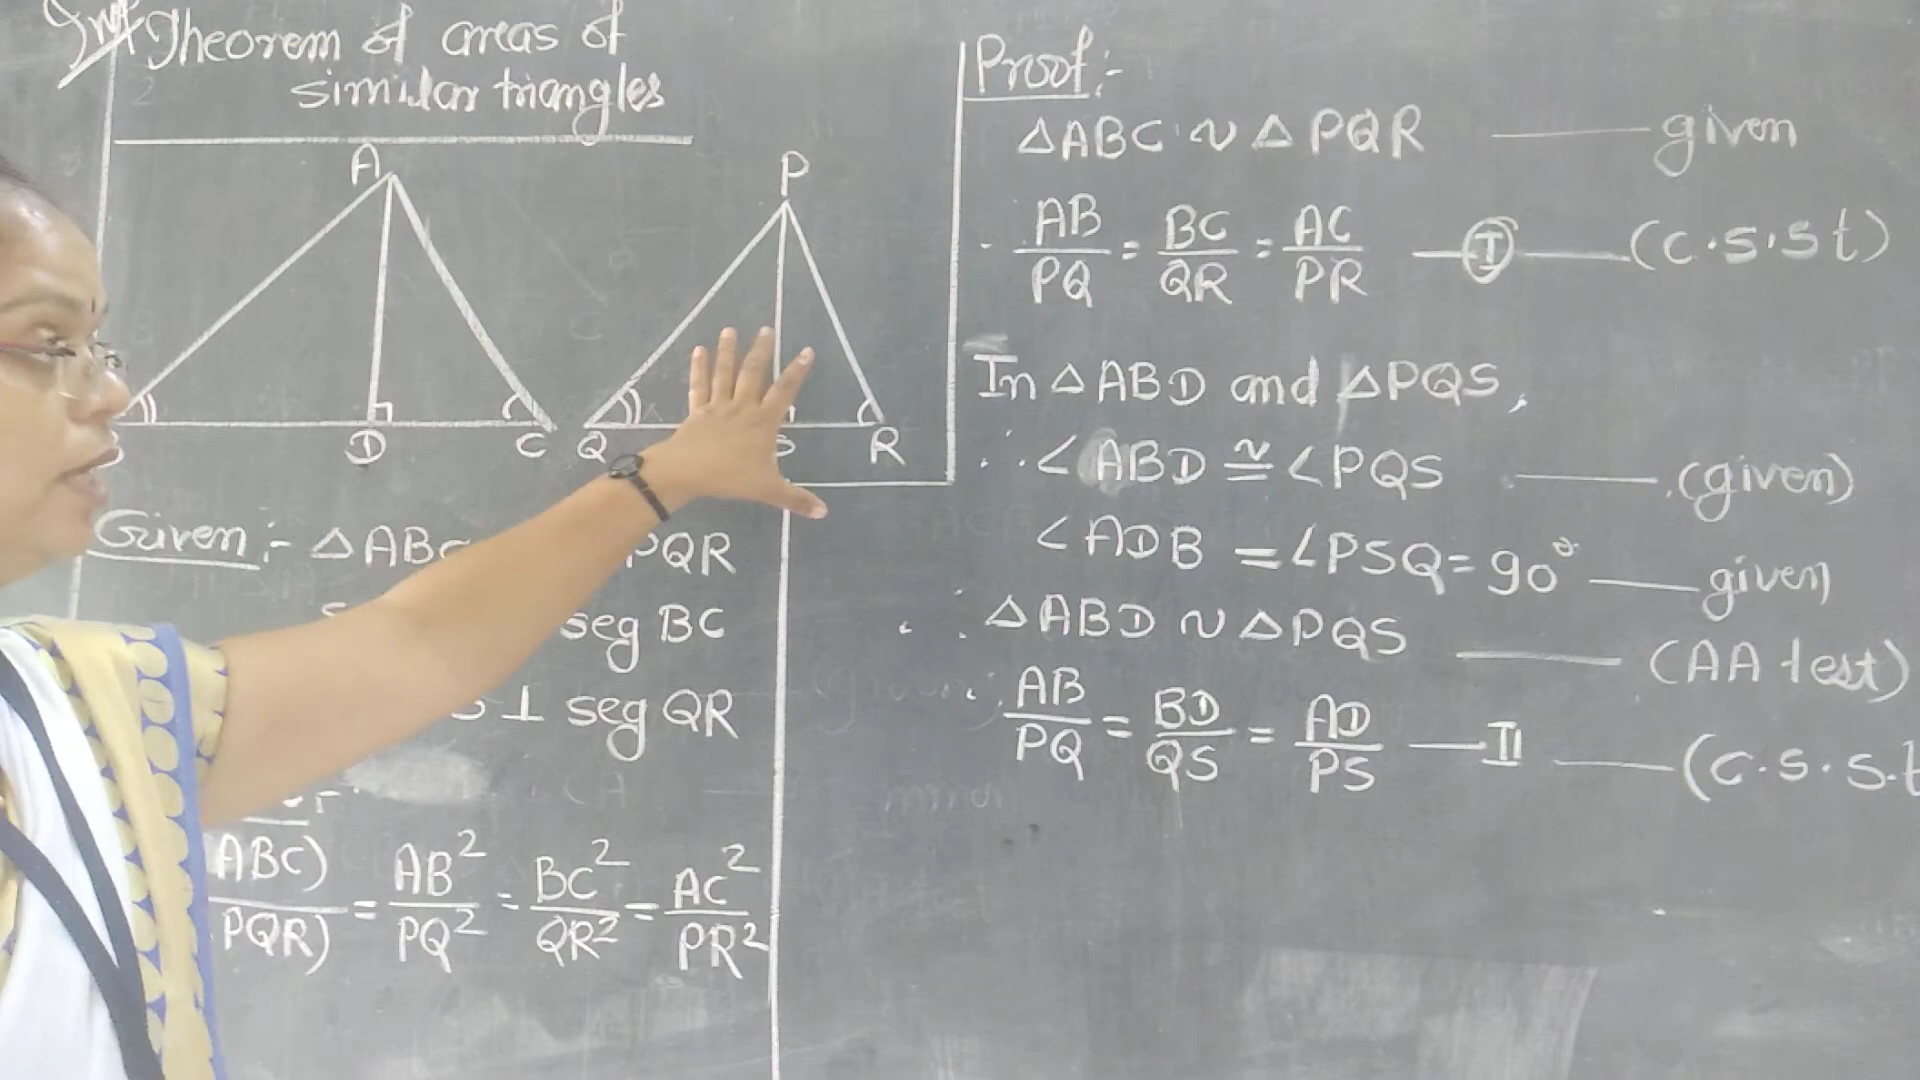 Imp Theorem of areas of
similar triangles
A
D
C
P
Q
S
R
Given:- △ABC PQR
seg BC
S ⊥ seg QR
ABC) / PQR) = AB² / PQ² = BC² / QR² = AC² / PR²
Proof:-
△ABC ~ △PQR —— given
AB / PQ = BC / QR = AC / PR — I —— (c.s.s t)
In △ABD and △PQS,
∴ ∠ABD ≅ ∠PQS —— (given)
∠ADB = ∠PSQ = 90° —— given
∴ △ABD ~ △PQS —— (AA test)
∴ AB / PQ = BD / QS = AD / PS — II —— (c.s.s.t